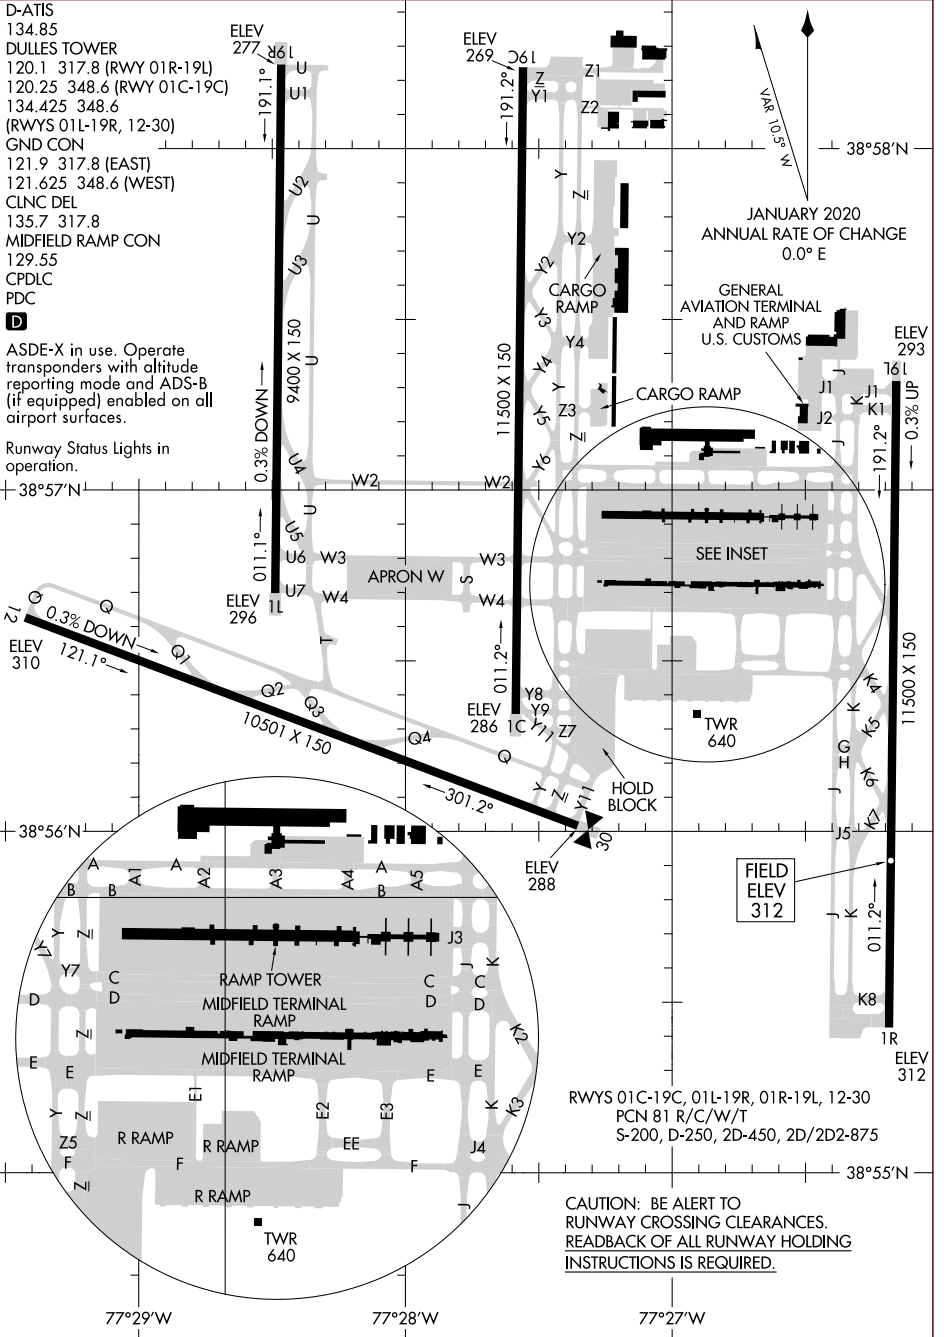 D-ATIS
134.85
DULLES TOWER
120.1 317.8 (RWY 01R-19L)
120.25 348.6 (RWY 01C-19C)
134.425 348.6
(RWYS 01L-19R, 12-30)
GND CON
121.9 317.8 (EAST)
121.625 348.6 (WEST)
CLNC DEL
135.7 317.8
MIDFIELD RAMP CON
129.55
CPDLC
PDC
D
ASDE-X in use. Operate
transponders with altitude
reporting mode and ADS-B
(if equipped) enabled on all
airport surfaces.
Runway Status Lights in
operation.
ELEV
277
19R
U
U1
191.1°
U2
U
U3
U
9400 X 150
0.3% DOWN
U4
U
U5
011.1°
U6
U7
ELEV
296
1L
W2
W2
W3
W3
W4
W4
APRON W
S
T
ELEV
269
19C
Z
Y1
Z1
Z2
191.2°
Y
Z
Y2
Y2
CARGO
RAMP
Y3
Y4
Y4
11500 X 150
Y
Z3
Y5
Z
Y6
CARGO RAMP
VAR 10.5° W
38°58'N
JANUARY 2020
ANNUAL RATE OF CHANGE
0.0° E
GENERAL
AVIATION TERMINAL
AND RAMP
U.S. CUSTOMS
ELEV
293
19L
J
J1
J1
K
K1
J2
J
0.3% UP
191.2°
38°57'N
SEE INSET
011.2°
Y8
Y9
Y11
Z7
ELEV
286
1C
TWR
640
HOLD
BLOCK
K4
K
K5
11500 X 150
G
H
K6
J
K7
J5
Q
Q
12
0.3% DOWN
ELEV
310
121.1°
Q1
Q2
Q3
10501 X 150
Q4
Q
301.2°
Y
Z
Y11
30
ELEV
288
38°56'N
FIELD
ELEV
312
J
K
011.2°
K8
1R
ELEV
312
A
A
A
B
B
B
A1
A2
A3
A4
A5
Y
Z
J3
Y7
Y7
J
K
RAMP TOWER
C
C
C
D
D
D
D
MIDFIELD TERMINAL
RAMP
Z
K2
MIDFIELD TERMINAL
RAMP
E
E
E
E
E1
E2
E3
K
K3
Y
Z
Z5
R RAMP
R RAMP
EE
J4
F
F
F
Z
R RAMP
J
TWR
640
RWYS 01C-19C, 01L-19R, 01R-19L, 12-30
PCN 81 R/C/W/T
S-200, D-250, 2D-450, 2D/2D2-875
38°55'N
CAUTION: BE ALERT TO
RUNWAY CROSSING CLEARANCES.
READBACK OF ALL RUNWAY HOLDING
INSTRUCTIONS IS REQUIRED.
77°29'W
77°28'W
77°27'W